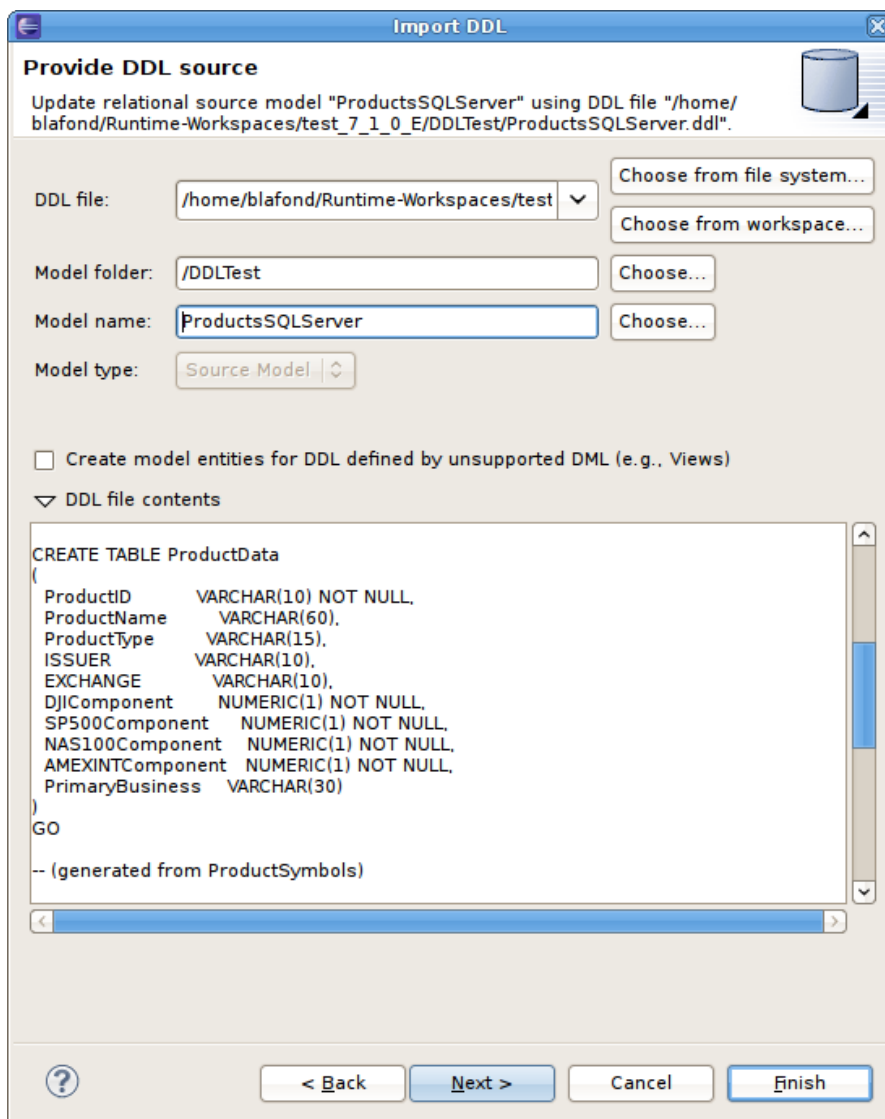 Import DDL
Provide DDL source
Update relational source model "ProductsSQLServer" using DDL file "/home/
blafond/Runtime-Workspaces/test_7_1_0_E/DDLTest/ProductsSQLServer.ddl".
Choose from file system...
DDL file: /home/blafond/Runtime-Workspaces/test
Choose from workspace...
Model folder: /DDLTest Choose...
Model name: ProductsSQLServer Choose...
Model type: Source Model
Create model entities for DDL defined by unsupported DML (e.g., Views)
DDL file contents
CREATE TABLE ProductData
(
ProductID VARCHAR(10) NOT NULL,
ProductName VARCHAR(60),
ProductType VARCHAR(15),
ISSUER VARCHAR(10),
EXCHANGE VARCHAR(10),
DJIComponent NUMERIC(1) NOT NULL,
SP500Component NUMERIC(1) NOT NULL,
NAS100Component NUMERIC(1) NOT NULL,
AMEXINTComponent NUMERIC(1) NOT NULL,
PrimaryBusiness VARCHAR(30)
)
GO
-- (generated from ProductSymbols)
? < Back Next > Cancel Finish